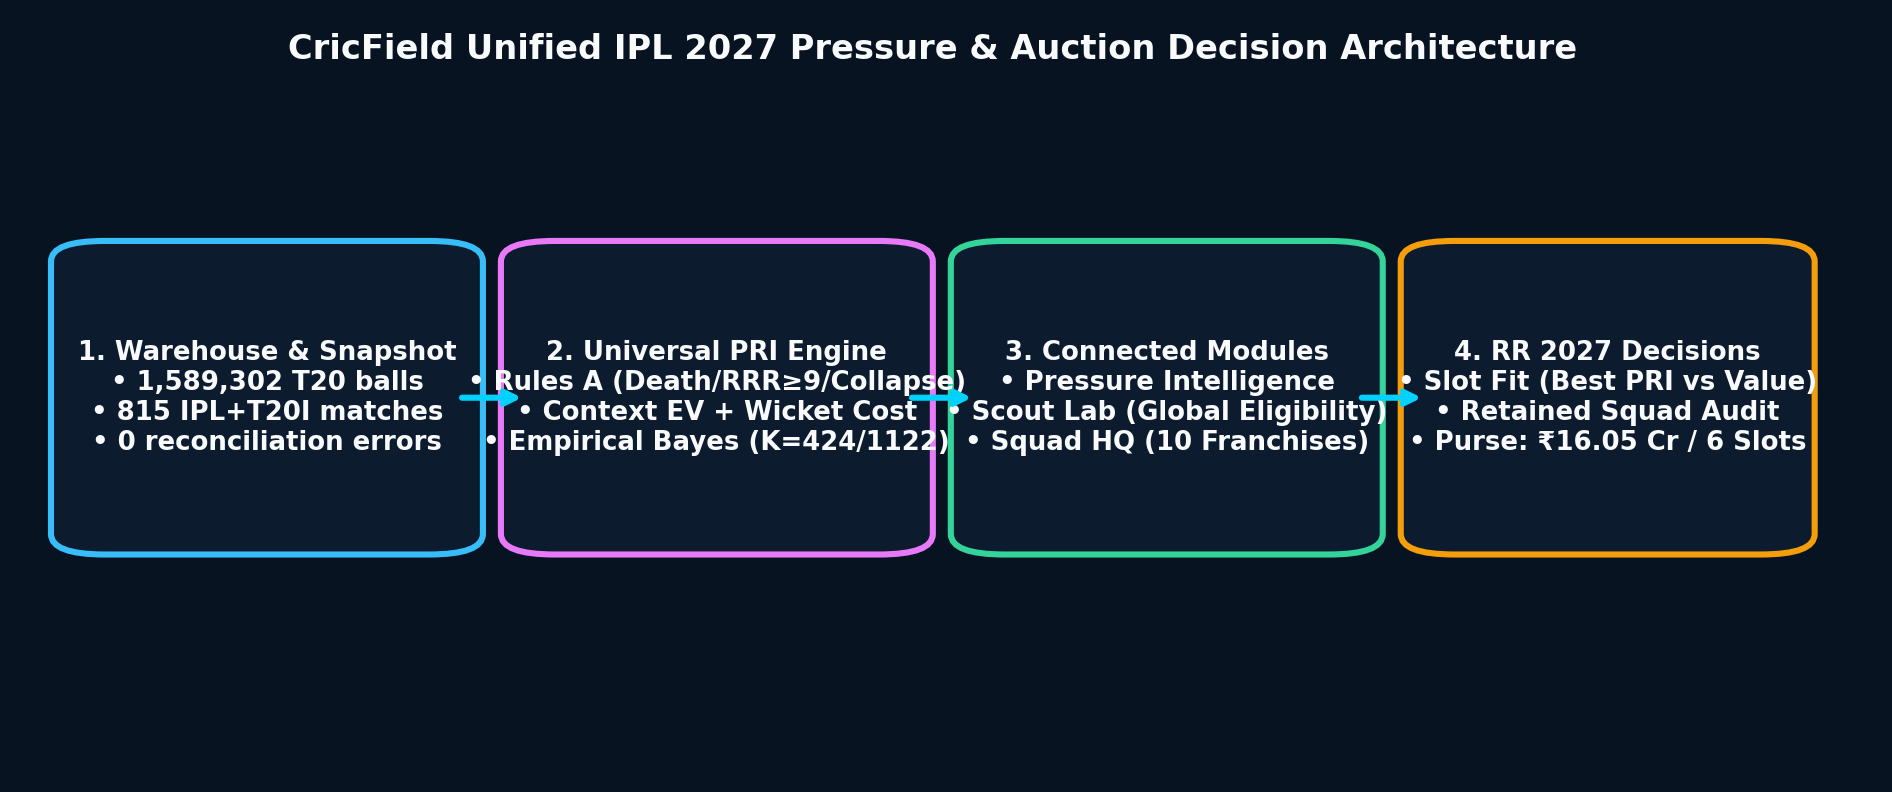 CricField Unified IPL 2027 Pressure & Auction Decision Architecture
1. Warehouse & Snapshot
• 1,589,302 T20 balls
• 815 IPL+T20I matches
• 0 reconciliation errors
2. Universal PRI Engine
• Rules A (Death/RRR≥9/Collapse)
• Context EV + Wicket Cost
• Empirical Bayes (K=424/1122)
3. Connected Modules
• Pressure Intelligence
• Scout Lab (Global Eligibility)
• Squad HQ (10 Franchises)
4. RR 2027 Decisions
• Slot Fit (Best PRI vs Value)
• Retained Squad Audit
• Purse: ₹16.05 Cr / 6 Slots